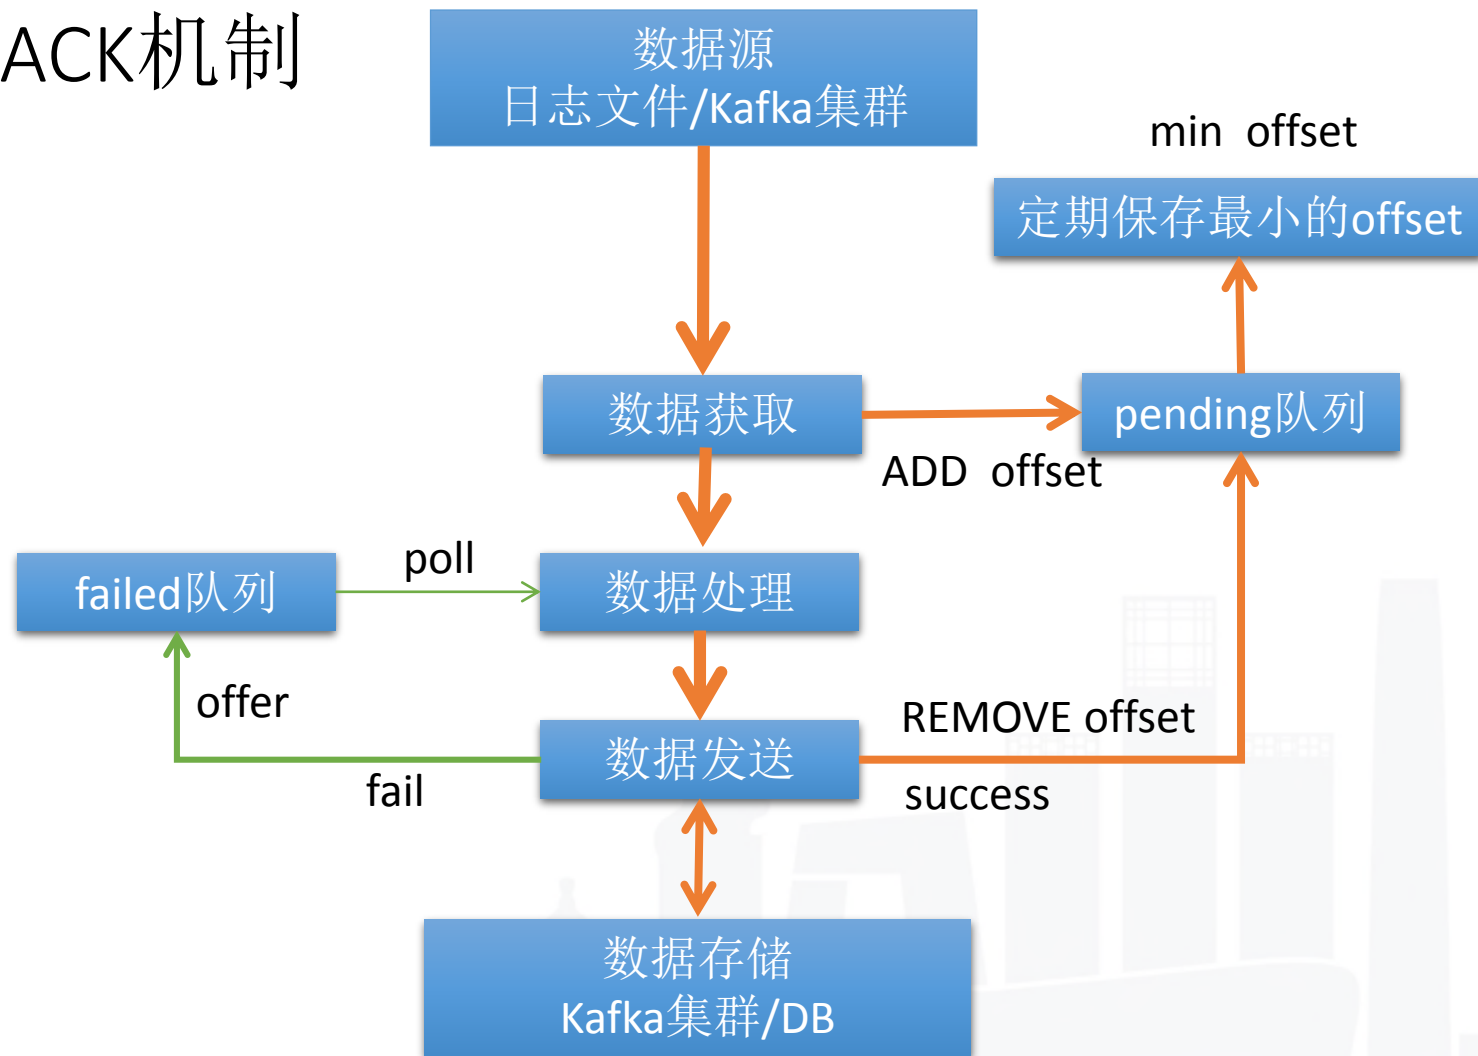 ACK机制
数据源
日志文件/Kafka集群
min offset
定期保存最小的offset
数据获取
pending队列
ADD offset
poll
failed队列
数据处理
offer
REMOVE offset
数据发送
fail
success
数据存储
Kafka集群/DB